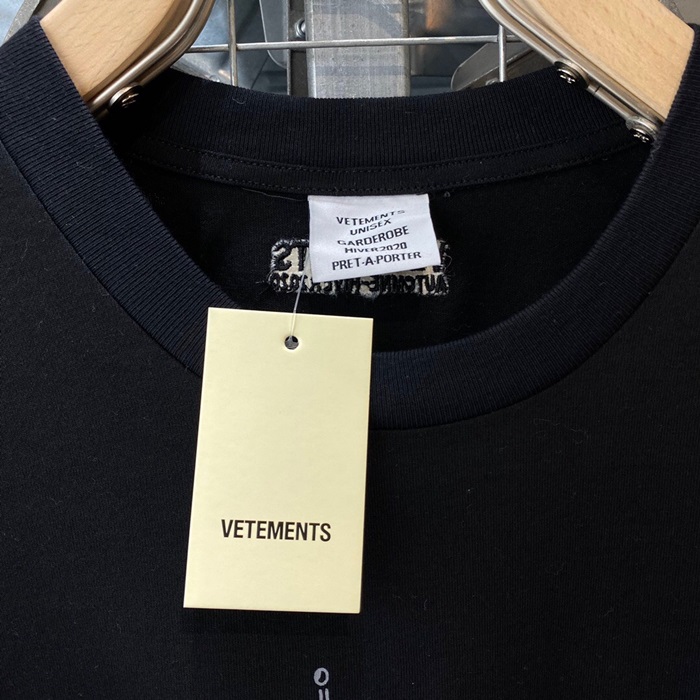 VETEMENTS
UNISEX
GARDEROBE
HIVER2020
PRET-A-PORTER
VETEMENTS